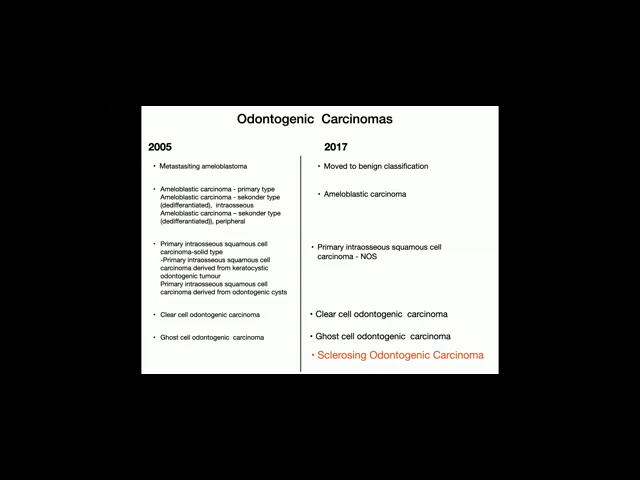 Odontogenic Carcinomas
2005
• Metastasiting ameloblastoma
• Ameloblastic carcinoma - primary type
Ameloblastic carcinoma - sekonder type
(dedifferantiated), intraosseous
Ameloblastic carcinoma – sekonder type
(dedifferantiated)), peripheral
• Primary intraosseous squamous cell
carcinoma-solid type
-Primary intraosseous squamous cell
carcinoma derived from keratocystic
odontogenic tumour
Primary intraosseous squamous cell
carcinoma derived from odontogenic cysts
• Clear cell odontogenic carcinoma
• Ghost cell odontogenic carcinoma
2017
• Moved to benign classification
• Ameloblastic carcinoma
• Primary intraosseous squamous cell
carcinoma - NOS
• Clear cell odontogenic carcinoma
• Ghost cell odontogenic carcinoma
• Sclerosing Odontogenic Carcinoma